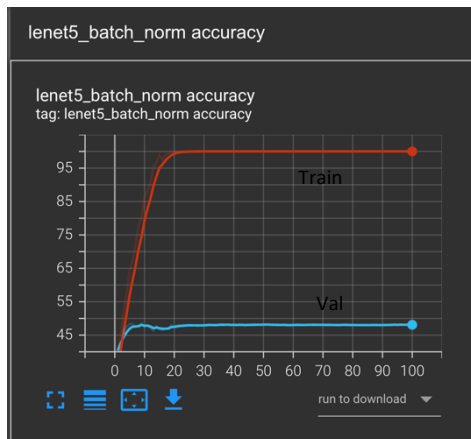 lenet5_batch_norm accuracy
lenet5_batch_norm accuracy
tag: lenet5_batch_norm accuracy
95
85
75
65
55
45
Train
Val
0 10 20 30 40 50 60 70 80 90 100
run to download